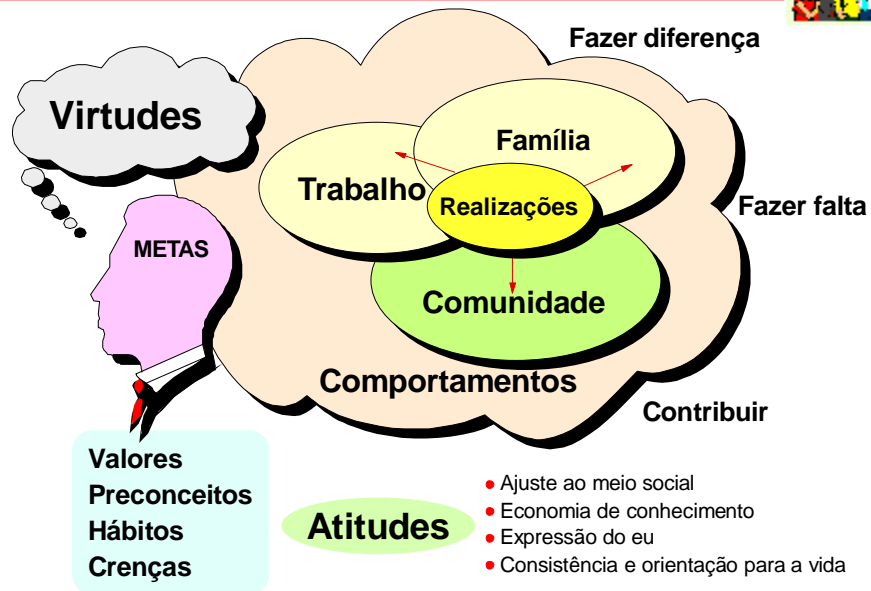 Fazer diferença
Virtudes
Família
Trabalho
Realizações
Fazer falta
METAS
Comunidade
Comportamentos
Contribuir
Valores
Preconceitos
Hábitos
Crenças
Atitudes
• Ajuste ao meio social
• Economia de conhecimento
• Expressão do eu
• Consistência e orientação para a vida